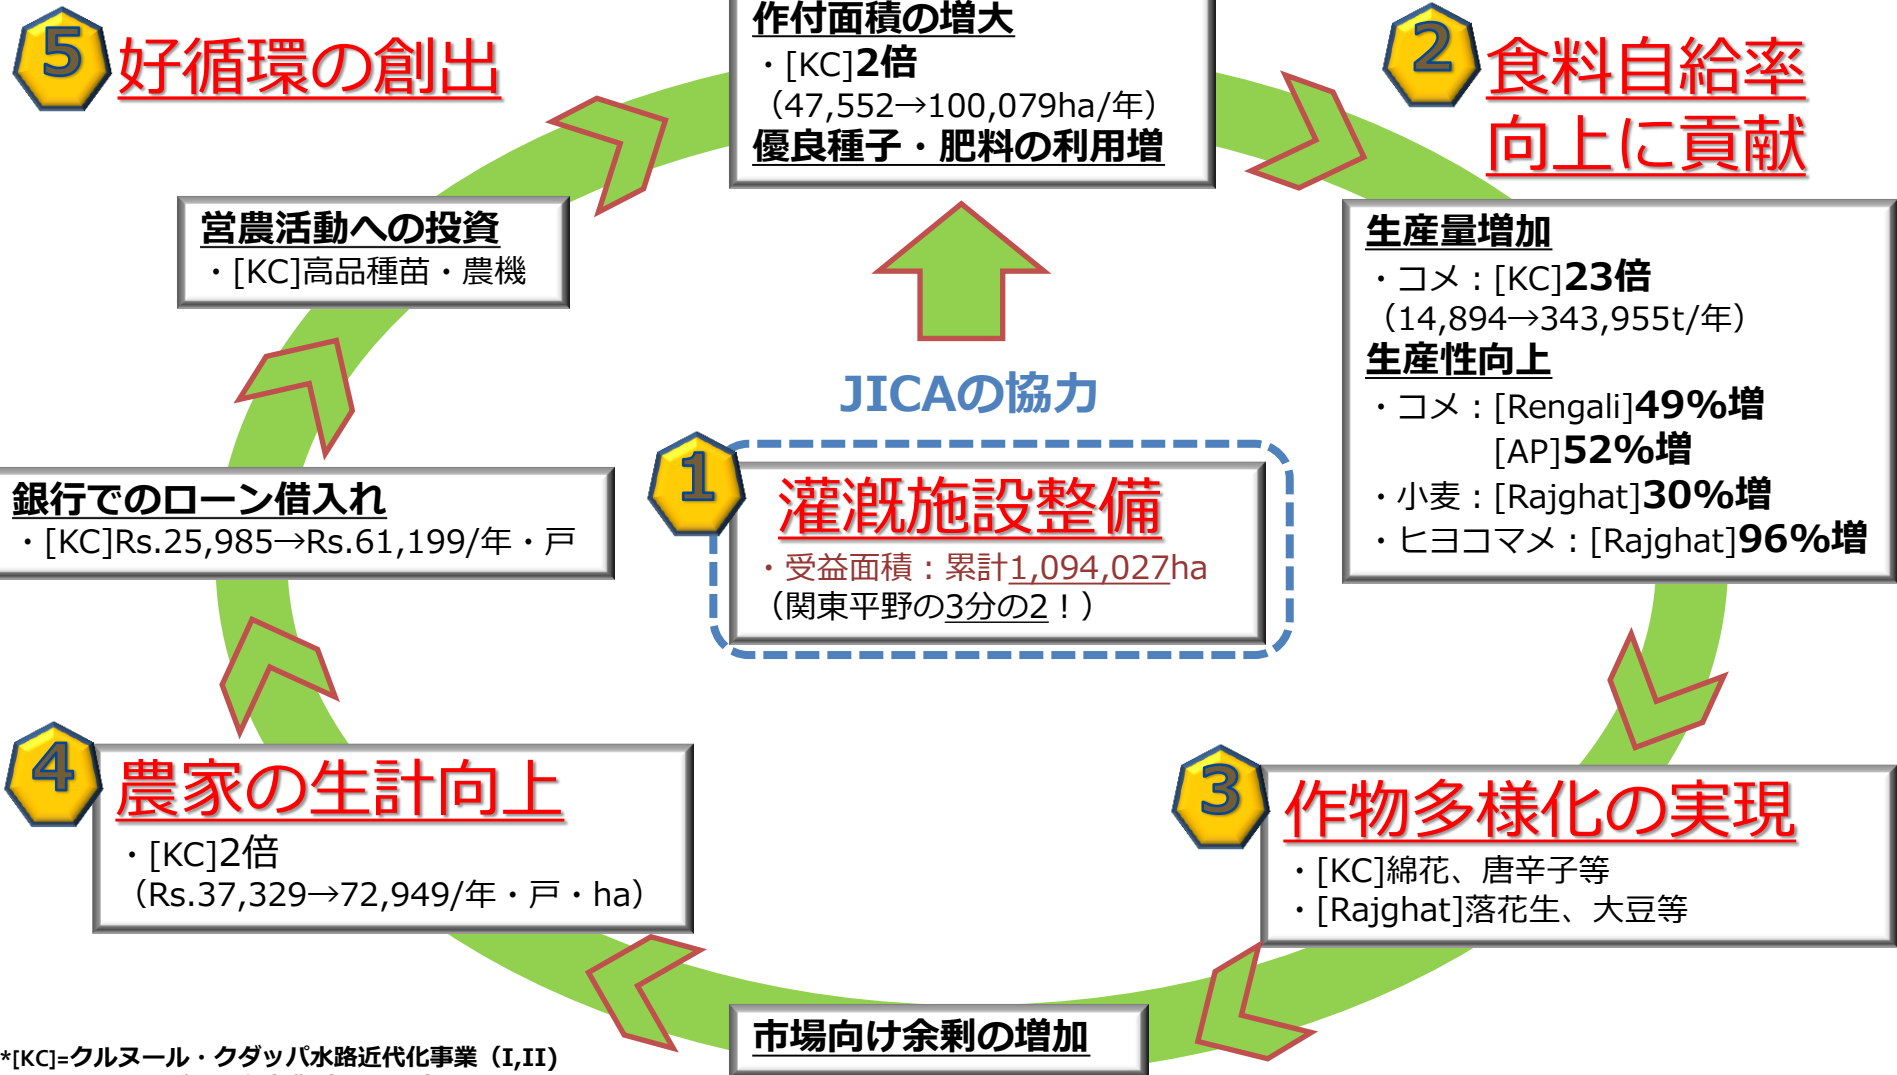 5
好循環の創出
作付面積の増大
・[KC]2倍
（47,552→100,079ha/年）
優良種子・肥料の利用増
2
食料自給率
向上に貢献
営農活動への投資
・[KC]高品種苗・農機
生産量増加
・コメ：[KC]23倍
（14,894→343,955t/年）
生産性向上
・コメ：[Rengali]49%増
[AP]52%増
・小麦：[Rajghat]30%増
・ヒヨコマメ：[Rajghat]96%増
JICAの協力
1
灌漑施設整備
・受益面積：累計1,094,027ha
（関東平野の3分の2！）
銀行でのローン借入れ
・[KC]Rs.25,985→Rs.61,199/年・戸
4
農家の生計向上
・[KC]2倍
（Rs.37,329→72,949/年・戸・ha）
3
作物多様化の実現
・[KC]綿花、唐辛子等
・[Rajghat]落花生、大豆等
市場向け余剰の増加
*[KC]=クルヌール・クダッパ水路近代化事業（I,II)